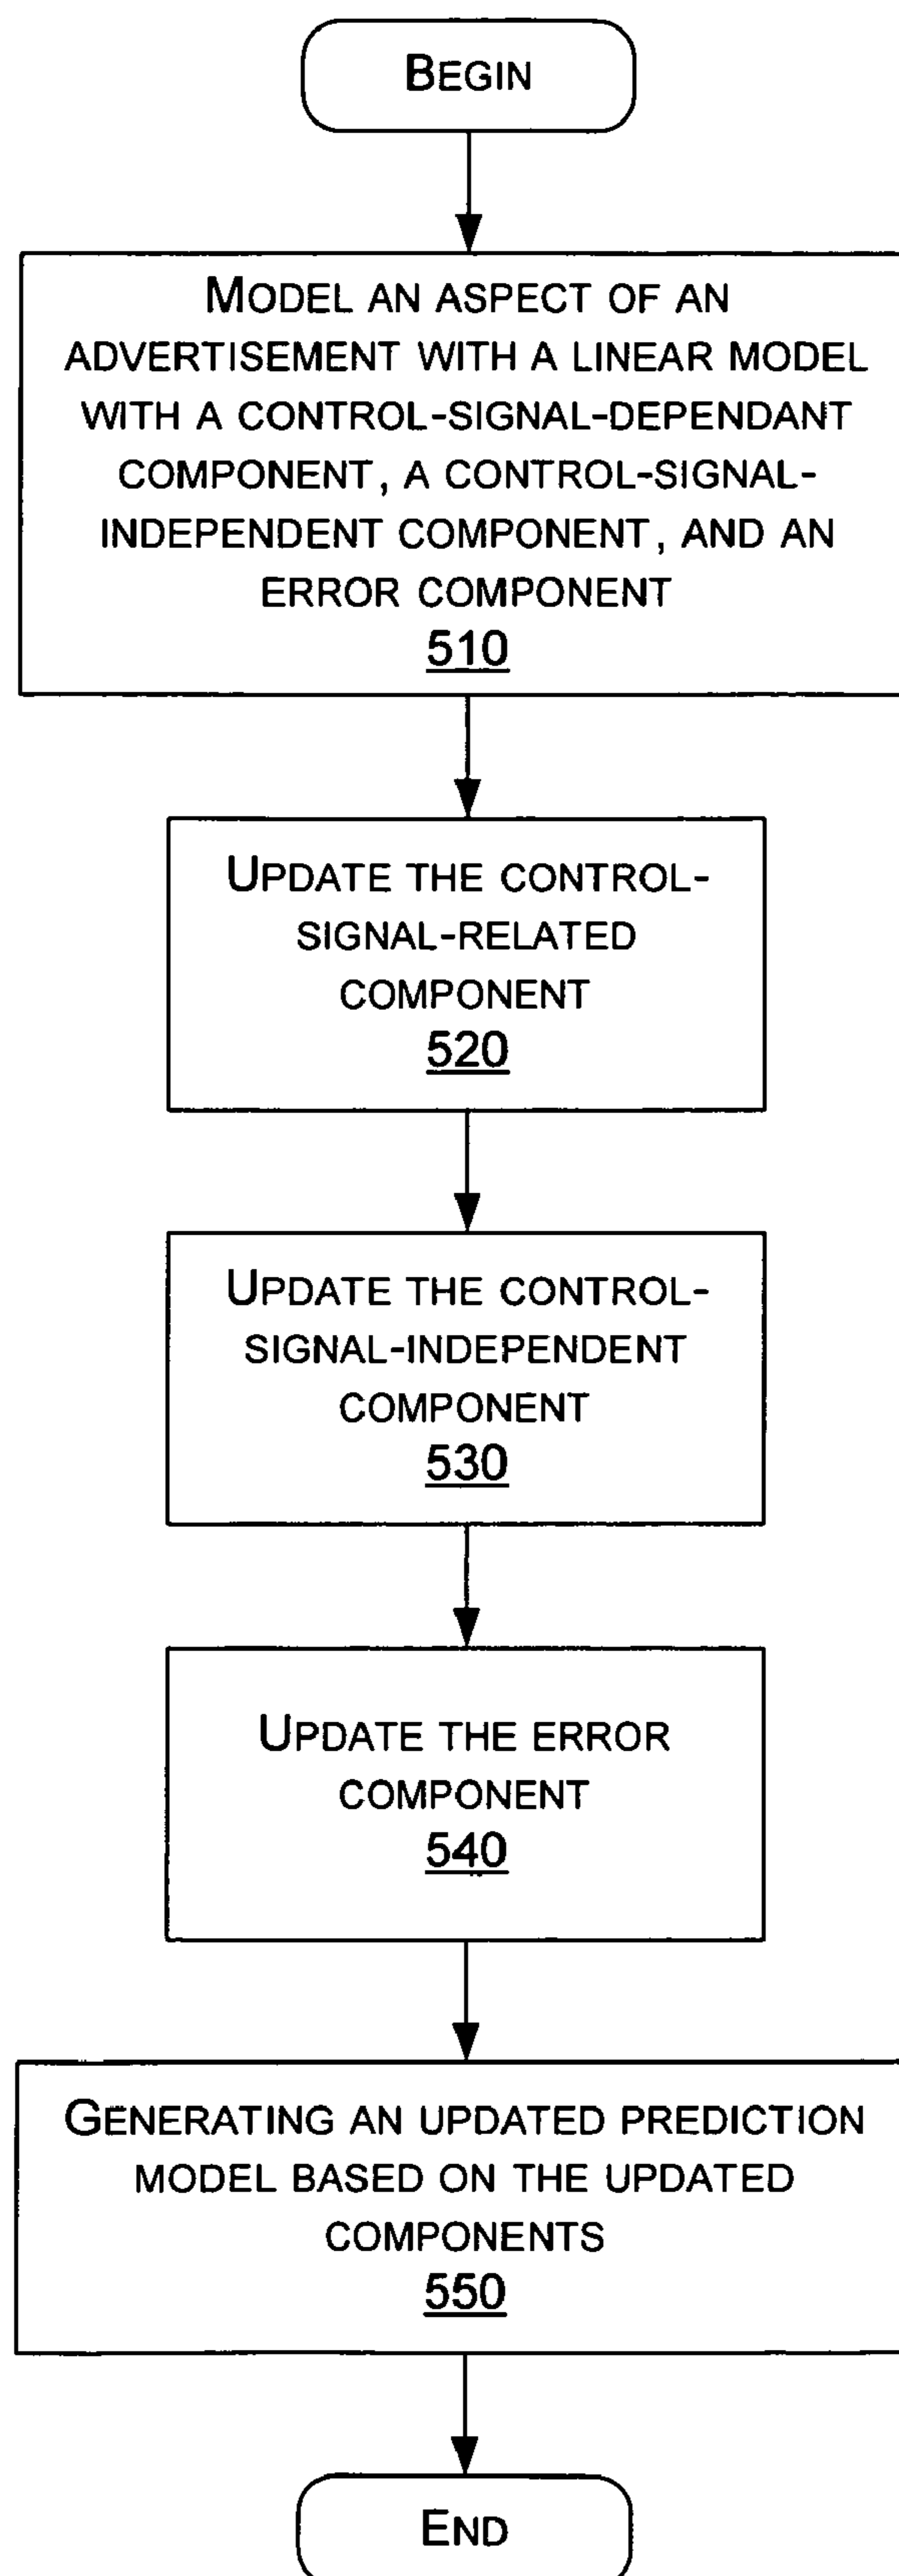 BEGIN
MODEL AN ASPECT OF AN
ADVERTISEMENT WITH A LINEAR MODEL
WITH A CONTROL-SIGNAL-DEPENDANT
COMPONENT, A CONTROL-SIGNAL-
INDEPENDENT COMPONENT, AND AN
ERROR COMPONENT
510
UPDATE THE CONTROL-
SIGNAL-RELATED
COMPONENT
520
UPDATE THE CONTROL-
SIGNAL-INDEPENDENT
COMPONENT
530
UPDATE THE ERROR
COMPONENT
540
GENERATING AN UPDATED PREDICTION
MODEL BASED ON THE UPDATED
COMPONENTS
550
END